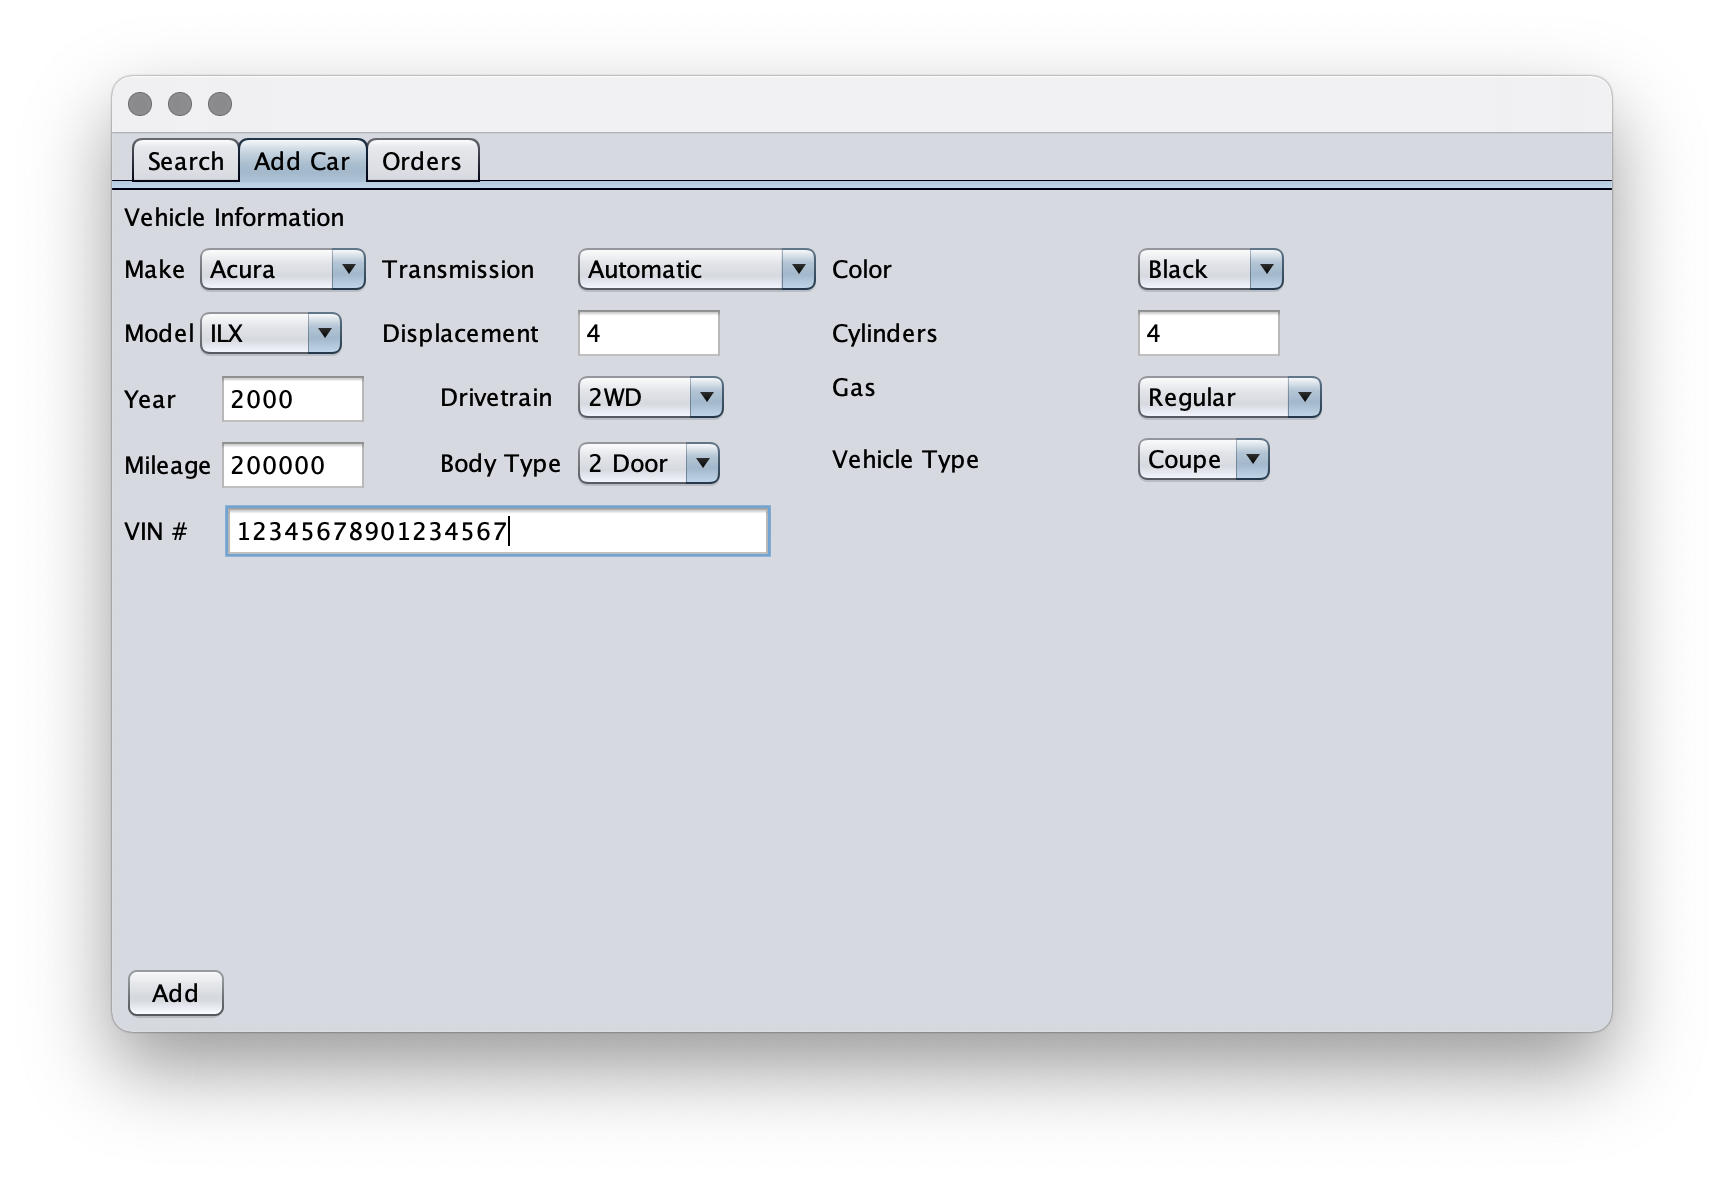 Search Add Car Orders
Vehicle Information
Make Acura Transmission Automatic Color Black
Model ILX Displacement 4 Cylinders 4
Year 2000 Drivetrain 2WD Gas Regular
Mileage 200000 Body Type 2 Door Vehicle Type Coupe
VIN # 12345678901234567
Add